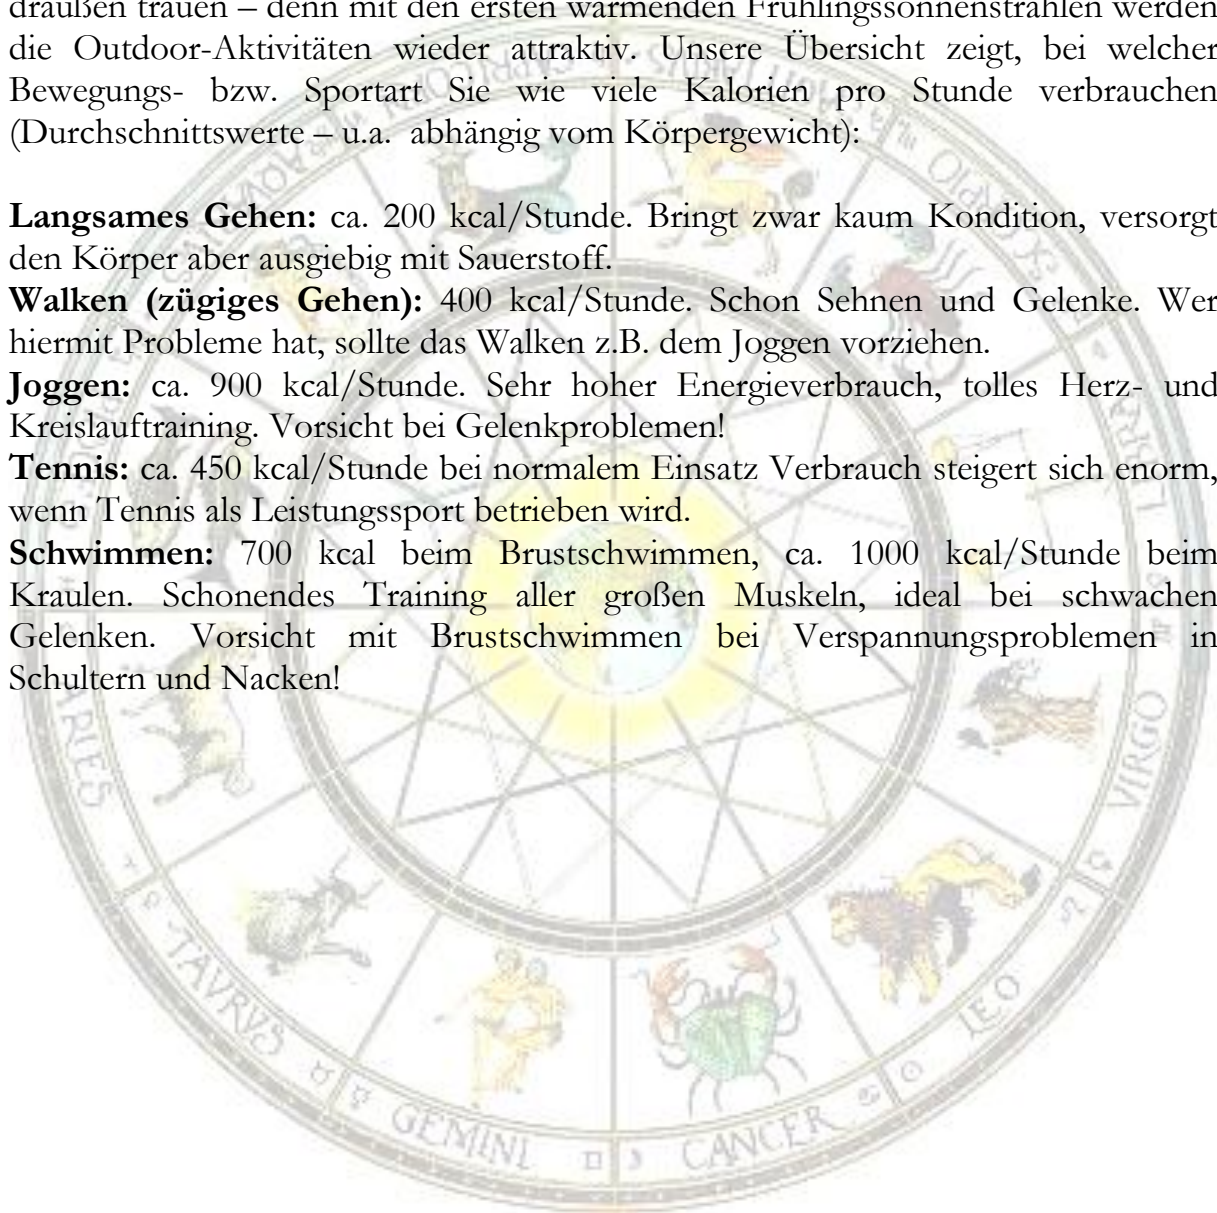 draußen trauen – denn mit den ersten wärmenden Frühlingssonnenstrahlen werden
die Outdoor-Aktivitäten wieder attraktiv. Unsere Übersicht zeigt, bei welcher
Bewegungs- bzw. Sportart Sie wie viele Kalorien pro Stunde verbrauchen
(Durchschnittswerte – u.a. abhängig vom Körpergewicht):
Langsames Gehen: ca. 200 kcal/Stunde. Bringt zwar kaum Kondition, versorgt
den Körper aber ausgiebig mit Sauerstoff.
Walken (zügiges Gehen): 400 kcal/Stunde. Schon Sehnen und Gelenke. Wer
hiermit Probleme hat, sollte das Walken z.B. dem Joggen vorziehen.
Joggen: ca. 900 kcal/Stunde. Sehr hoher Energieverbrauch, tolles Herz- und
Kreislauftraining. Vorsicht bei Gelenkproblemen!
Tennis: ca. 450 kcal/Stunde bei normalem Einsatz Verbrauch steigert sich enorm,
wenn Tennis als Leistungssport betrieben wird.
Schwimmen: 700 kcal beim Brustschwimmen, ca. 1000 kcal/Stunde beim
Kraulen. Schonendes Training aller großen Muskeln, ideal bei schwachen
Gelenken. Vorsicht mit Brustschwimmen bei Verspannungsproblemen in
Schultern und Nacken!
SCORPIO
LIBRA
ARIES
VIRGO
TAVRVS
LEO
GEMINI
CANCER